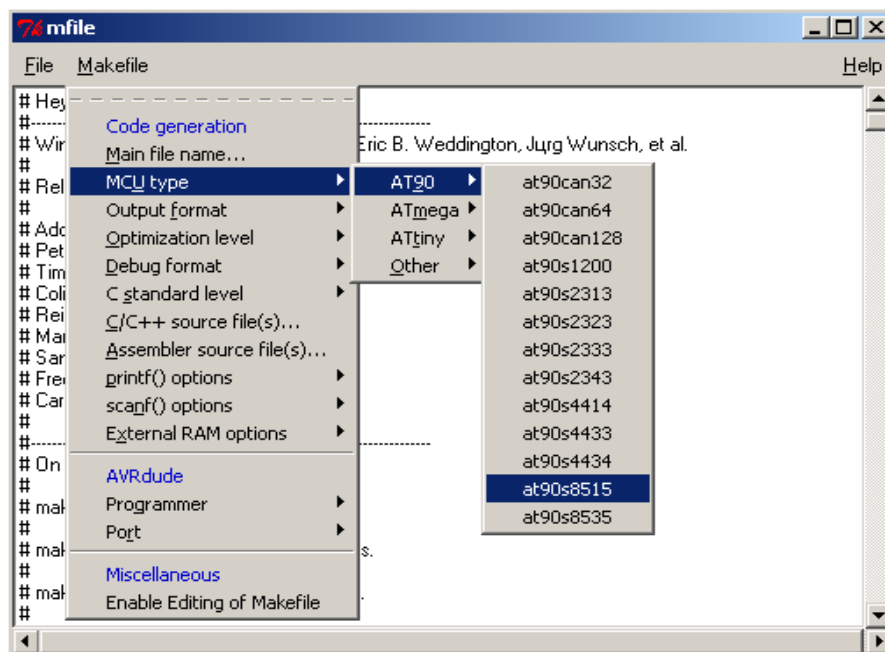 mfile
File Makefile Help
# Hey
#
Code generation
# Win Eric B. Weddington, Jцrg Wunsch, et al.
Main file name...
#
MCU type
# Rel
Output format
#
Optimization level
# Add
Debug format
# Pet
# Tim
C standard level
# Coli
C/C++ source file(s)...
# Rei
Assembler source file(s)...
# Mar
# Sar
printf() options
# Fre
scanf() options
# Car
External RAM options
#
#
AVRdude
# On
Programmer
#
Port
# mak
#
# mak s.
Miscellaneous
#
Enable Editing of Makefile
# mak .
#
AT90
ATmega
ATtiny
Other
at90can32
at90can64
at90can128
at90s1200
at90s2313
at90s2323
at90s2333
at90s2343
at90s4414
at90s4433
at90s4434
at90s8515
at90s8535